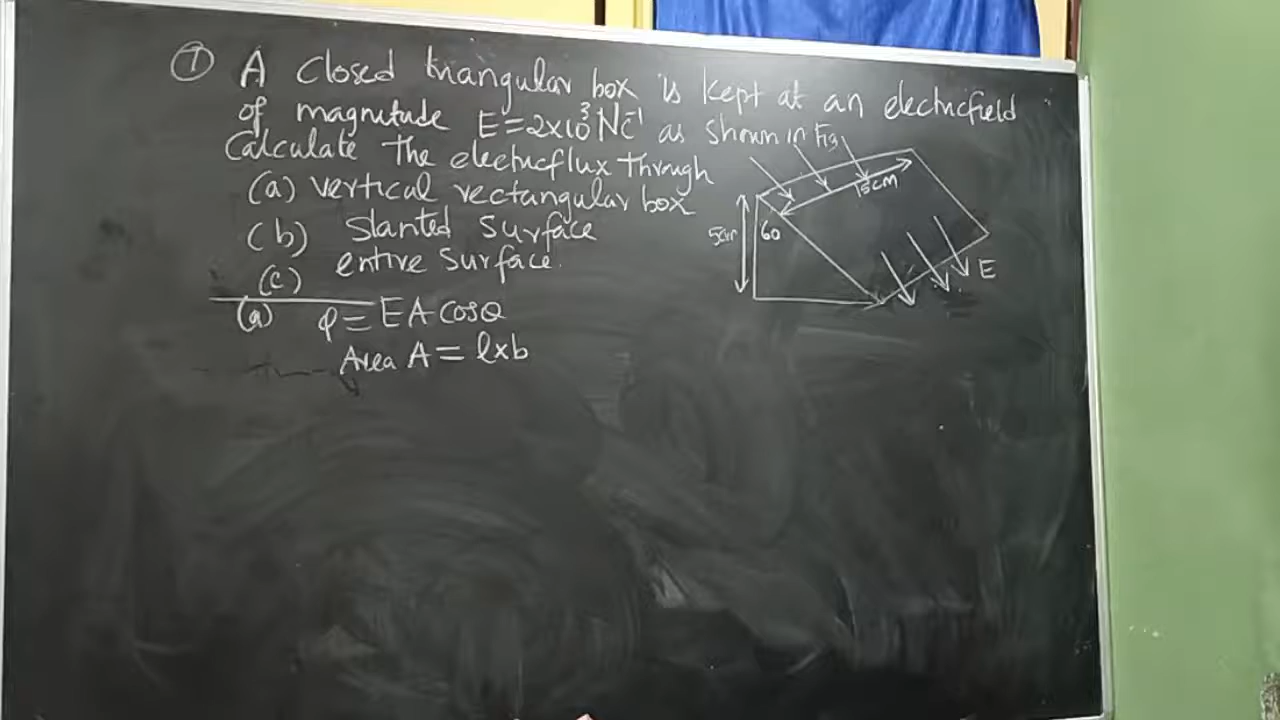 ① A closed triangular box is kept at an electricfield
of magnitude E=2x10³NC⁻¹ as shown in Fig
Calculate the electricflux through
(a) vertical rectangular box
(b) Slanted Surface
(c) entire Surface.
15cm
5cm
60
E
(a) φ = EA cosθ
Area A = l×b